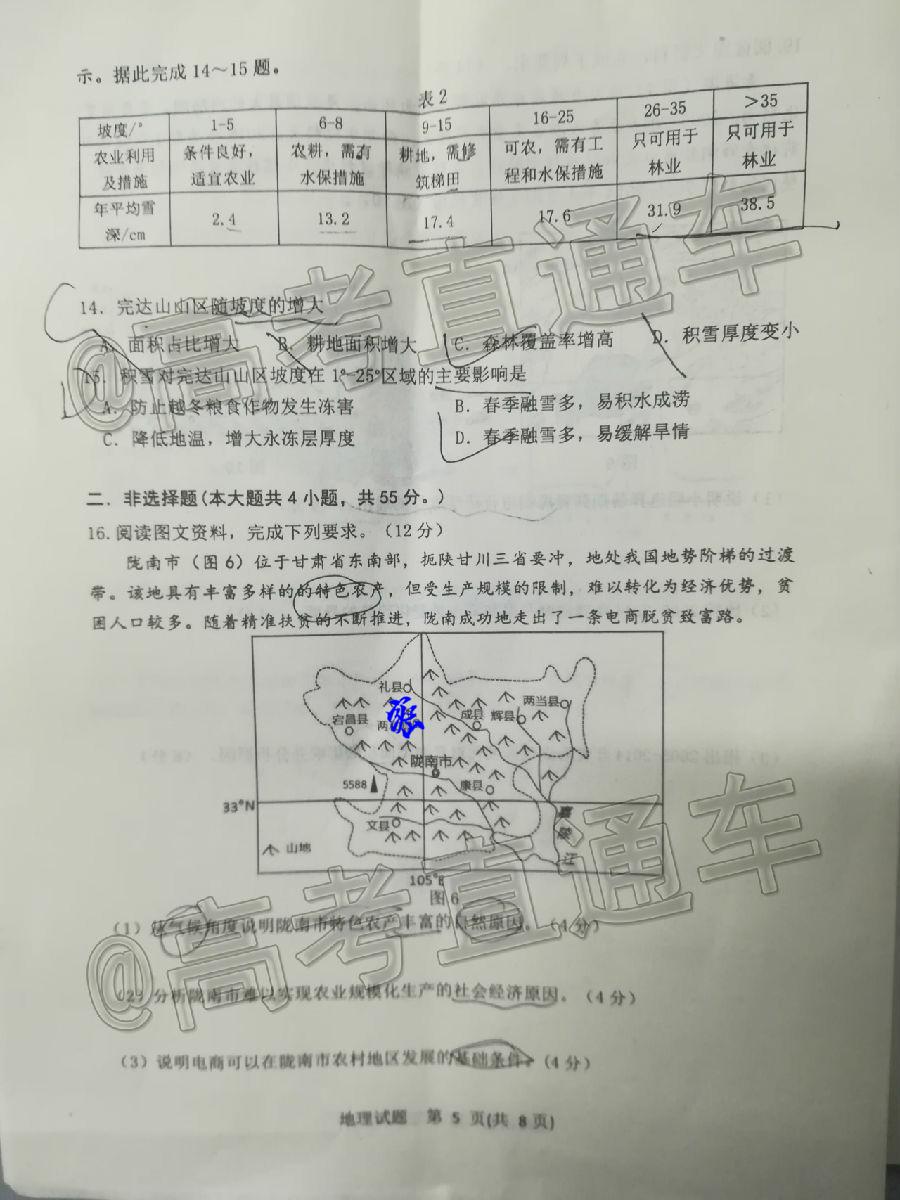 示。据此完成14～15题。
表2
坡度/° 1-5 6-8 9-15 16-25 26-35 >35
农业利用及措施 条件良好，适宜农业 农耕，需有水保措施 耕地，需修筑梯田 可农，需有工程和水保措施 只可用于林业 只可用于林业
年平均雪深/cm 2.4 13.2 17.4 17.6 31.9 38.5
14．完达山山区随坡度的增大
A．面积占比增大 B．耕地面积增大 C．森林覆盖率增高 D．积雪厚度变小
15．积雪对完达山山区坡度在1°-25°区域的主要影响是
A．防止越冬粮食作物发生冻害 B．春季融雪多，易积水成涝
C．降低地温，增大永冻层厚度 D．春季融雪多，易缓解旱情
二．非选择题(本大题共4小题，共55分。)
16.阅读图文资料，完成下列要求。（12分）
陇南市（图6）位于甘肃省东南部，扼陕甘川三省要冲，地处我国地势阶梯的过渡
带。该地具有丰富多样的的特色农产，但受生产规模的限制，难以转化为经济优势，贫
困人口较多。随着精准扶贫的不断推进，陇南成功地走出了一条电商脱贫致富路。
礼县
两当县
宕昌县
成县 辉县
陇南市
5588
康县
33°N
文县
嘉陵江
山地
105°E
图6
(1) 从气候角度说明陇南市特色农产丰富的自然原因。（4分）
(2) 分析陇南市难以实现农业规模化生产的社会经济原因。（4分）
(3) 说明电商可以在陇南市农村地区发展的基础条件。（4分）
地理试题 第 5 页(共 8 页)
@高考直通车
@高考直通车